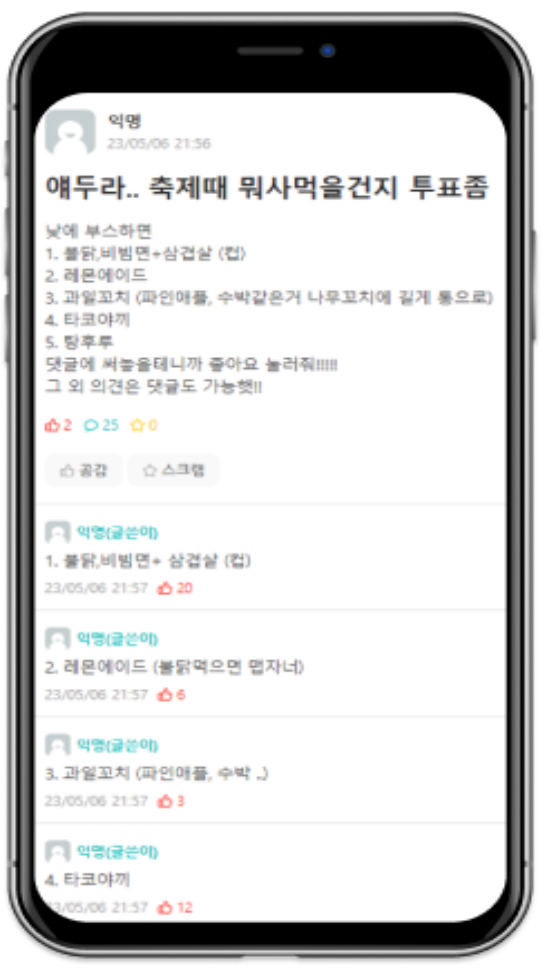 익명
23/05/06 21:56
얘두라.. 축제때 뭐사먹을건지 투표좀
낮에 부스하면
1. 불닭,비빔면+삼겹살 (컵)
2. 레몬에이드
3. 과일꼬치 (파인애플, 수박같은거 나무꼬치에 길게 통으로)
4. 타코야끼
5. 탕후루
댓글에 써놓을테니까 좋아요 눌러줘!!!!!
그 외 의견은 댓글도 가능햇!!
2 25 0
공감 스크랩
익명(글쓴이)
1. 불닭,비빔면+ 삼겹살 (컵)
23/05/06 21:57 20
익명(글쓴이)
2. 레몬에이드 (불닭먹으면 맵자너)
23/05/06 21:57 6
익명(글쓴이)
3. 과일꼬치 (파인애플, 수박 ..)
23/05/06 21:57 3
익명(글쓴이)
4. 타코야끼
23/05/06 21:57 12